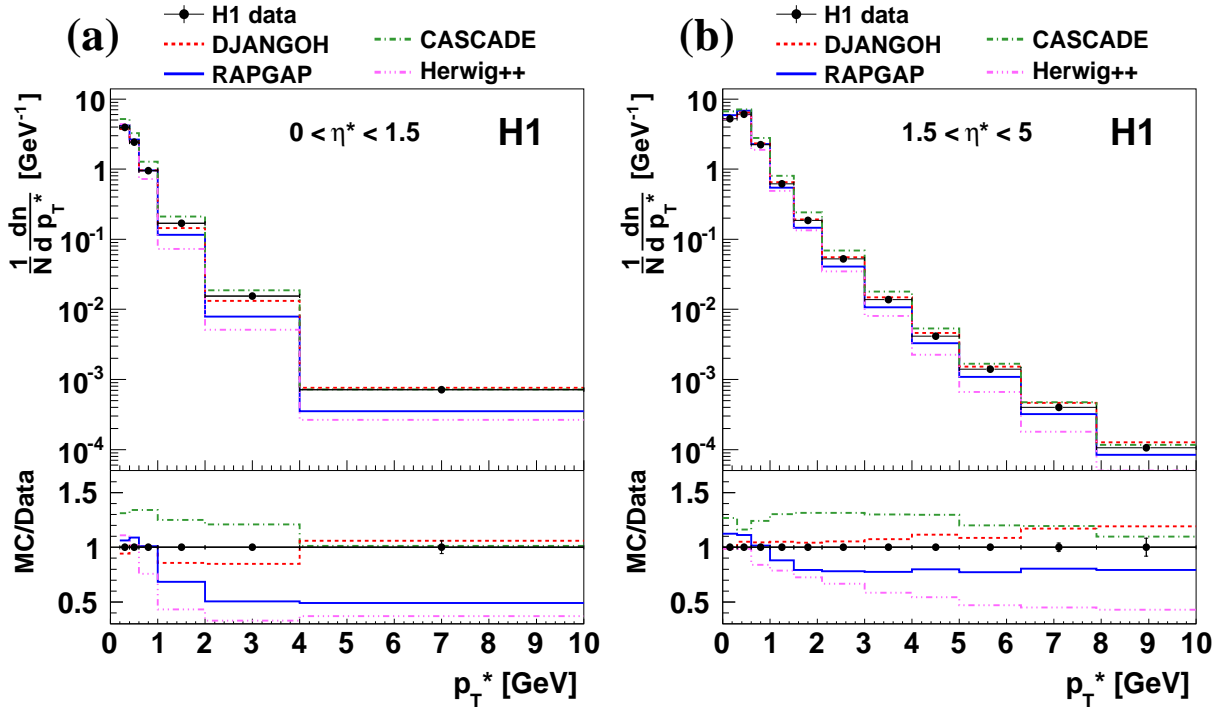 (a)
H1 data
DJANGOH
RAPGAP
CASCADE
Herwig++
1/N dn/d p_T* [GeV⁻¹]
0 < η* < 1.5
H1
10
1
10⁻¹
10⁻²
10⁻³
10⁻⁴
MC/Data
1.5
1
0.5
0 1 2 3 4 5 6 7 8 9 10
p_T* [GeV]
(b)
H1 data
DJANGOH
RAPGAP
CASCADE
Herwig++
1/N dn/d p_T* [GeV⁻¹]
1.5 < η* < 5
H1
10
1
10⁻¹
10⁻²
10⁻³
10⁻⁴
MC/Data
1.5
1
0.5
0 1 2 3 4 5 6 7 8 9 10
p_T* [GeV]